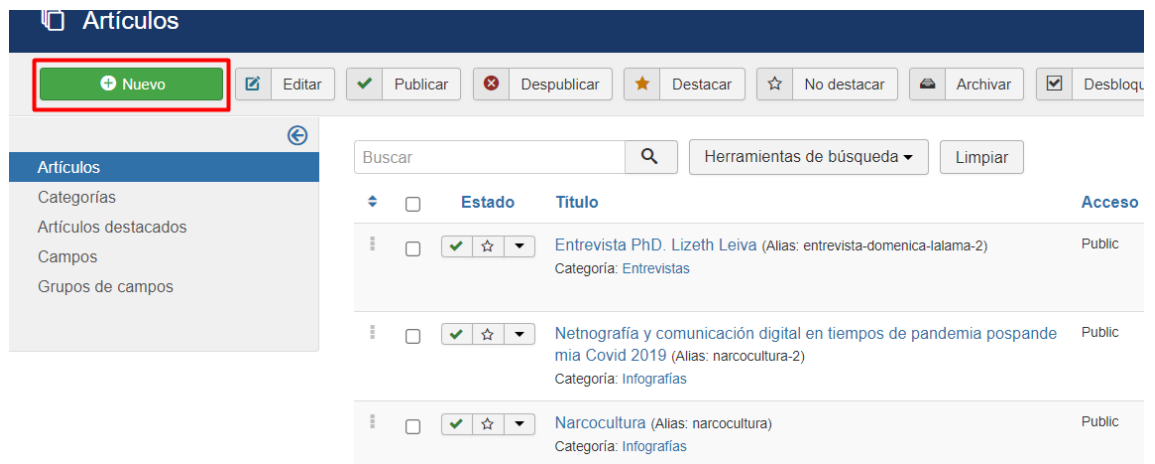 Artículos
Nuevo Editar Publicar Despublicar Destacar No destacar Archivar Desbloqu
Artículos
Categorías
Artículos destacados
Campos
Grupos de campos
Buscar Herramientas de búsqueda Limpiar
Estado Título Acceso
Entrevista PhD. Lizeth Leiva (Alias: entrevista-domenica-lalama-2) Public
Categoría: Entrevistas
Netnografía y comunicación digital en tiempos de pandemia pospande Public
mia Covid 2019 (Alias: narcocultura-2)
Categoría: Infografías
Narcocultura (Alias: narcocultura) Public
Categoría: Infografías